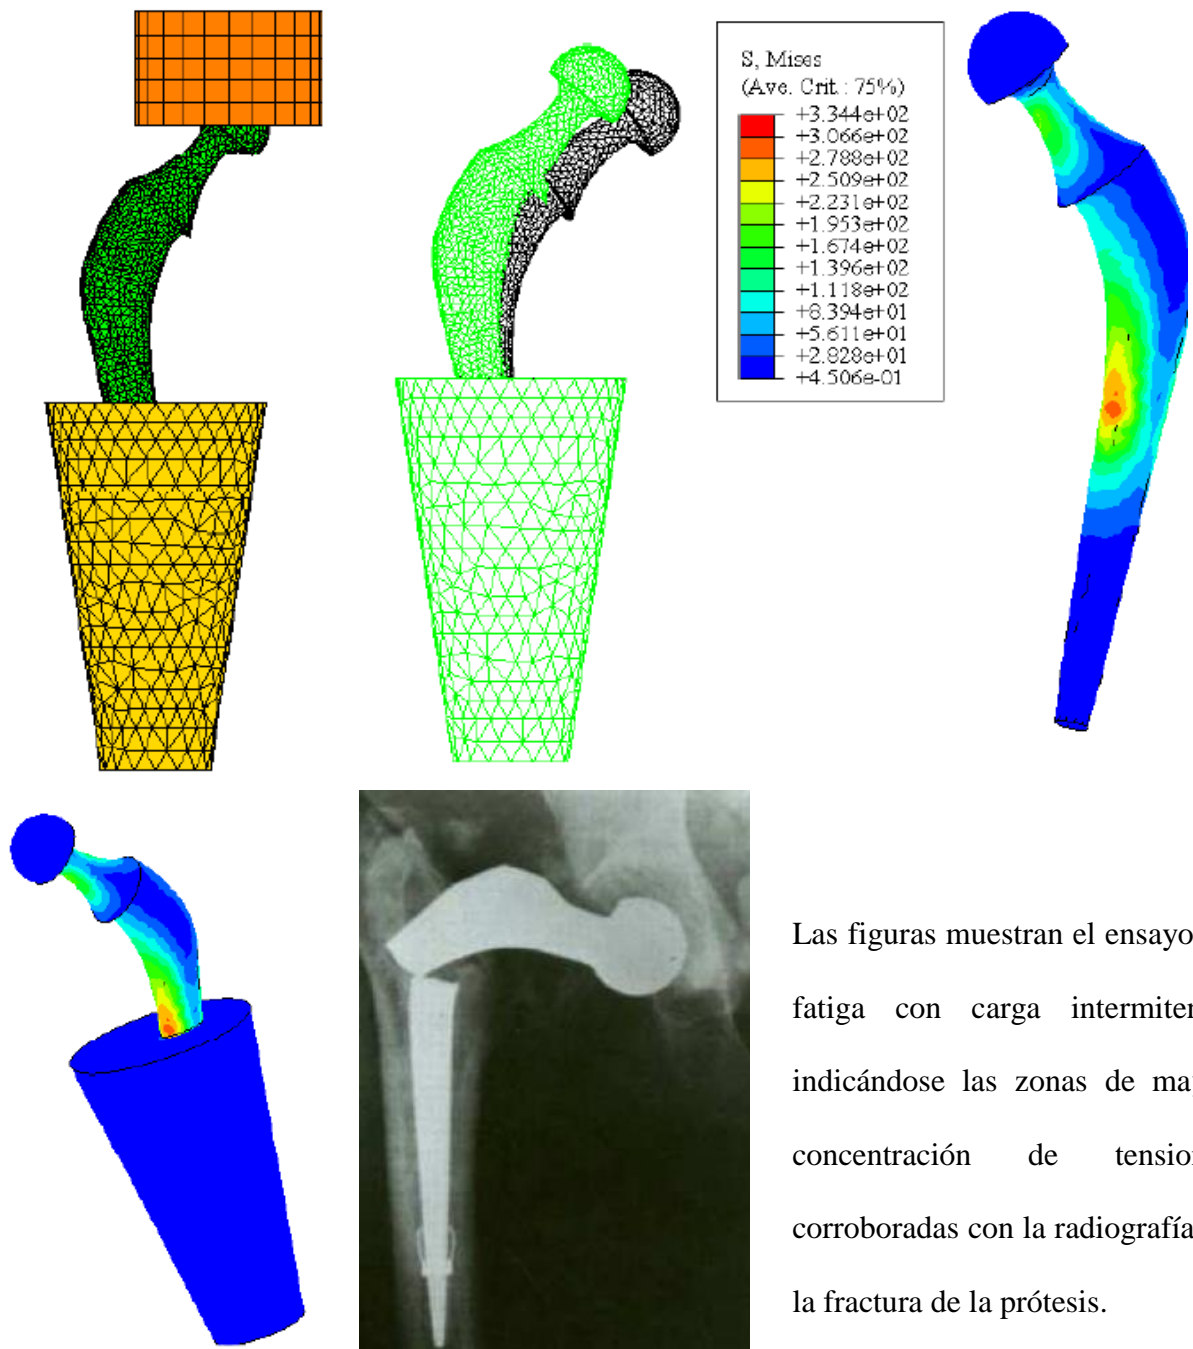 S, Mises
(Ave. Crit.: 75%)
+3.344e+02
+3.066e+02
+2.788e+02
+2.509e+02
+2.231e+02
+1.953e+02
+1.674e+02
+1.396e+02
+1.118e+02
+8.394e+01
+5.611e+01
+2.828e+01
+4.506e-01
Las figuras muestran el ensayo
fatiga con carga
indicándose las zonas de
concentración de
corroboradas con la radiografía
la fractura de la prótesis.